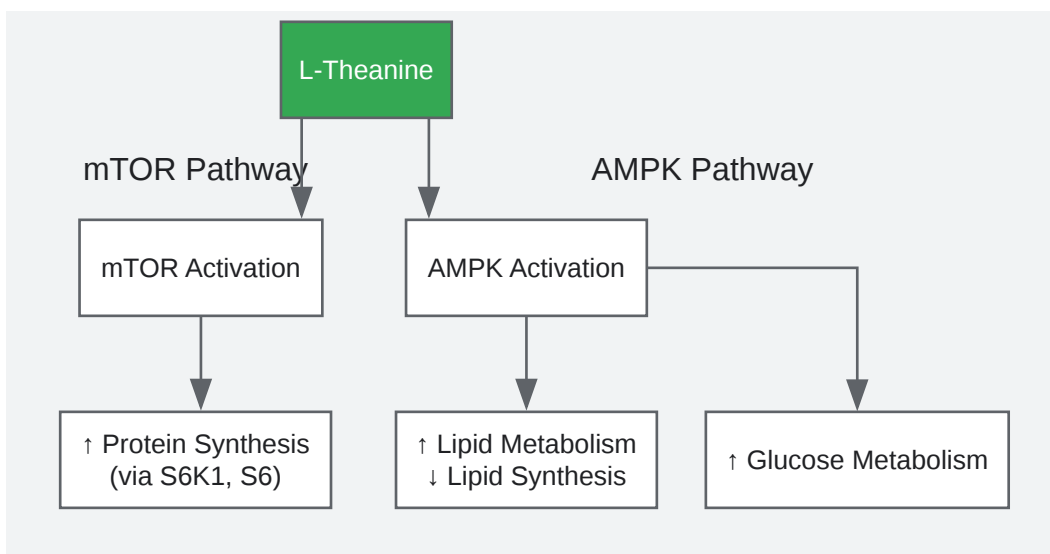 L-Theanine
mTOR Pathway
AMPK Pathway
mTOR Activation
AMPK Activation
↑ Protein Synthesis
(via S6K1, S6)
↑ Lipid Metabolism
↓ Lipid Synthesis
↑ Glucose Metabolism